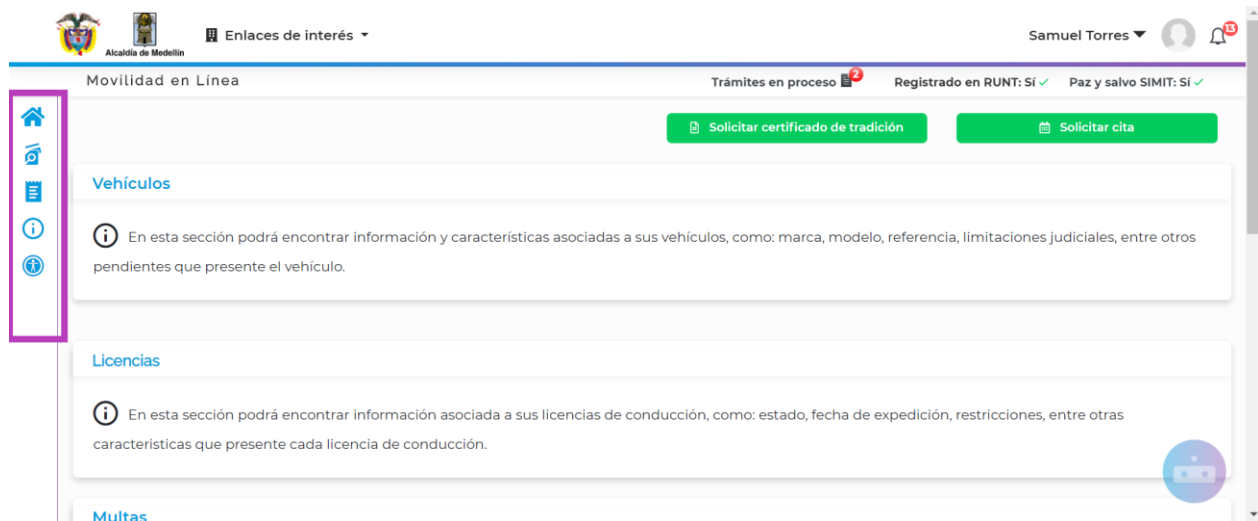 Alcaldía de Medellín
Enlaces de interés
Samuel Torres
13
Movilidad en Línea
Trámites en proceso 2
Registrado en RUNT: Sí
Paz y salvo SIMIT: Sí
Solicitar certificado de tradición
Solicitar cita
Vehículos
En esta sección podrá encontrar información y características asociadas a sus vehículos, como: marca, modelo, referencia, limitaciones judiciales, entre otros
pendientes que presente el vehículo.
Licencias
En esta sección podrá encontrar información asociada a sus licencias de conducción, como: estado, fecha de expedición, restricciones, entre otras
caracteristicas que presente cada licencia de conducción.
Multas